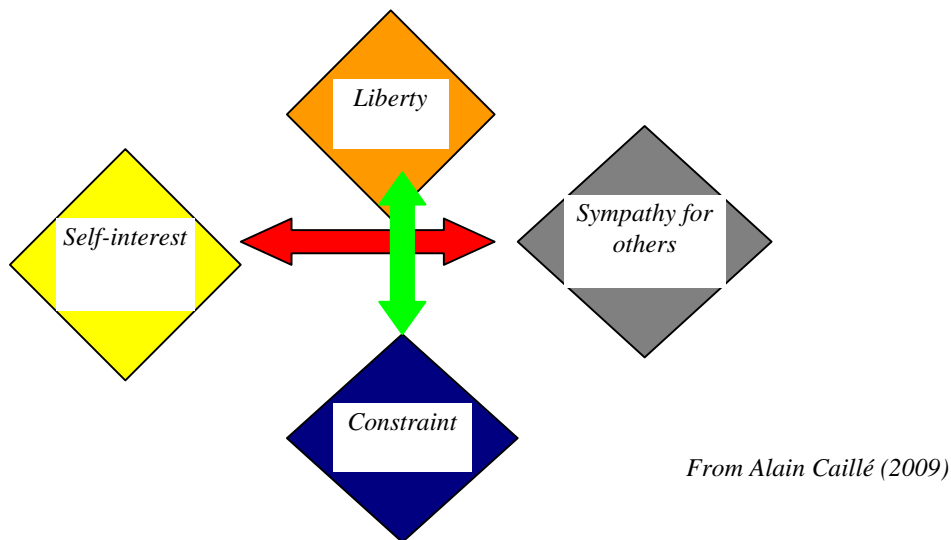 Liberty
Self-interest
Sympathy for
others
Constraint
From Alain Caillé (2009)